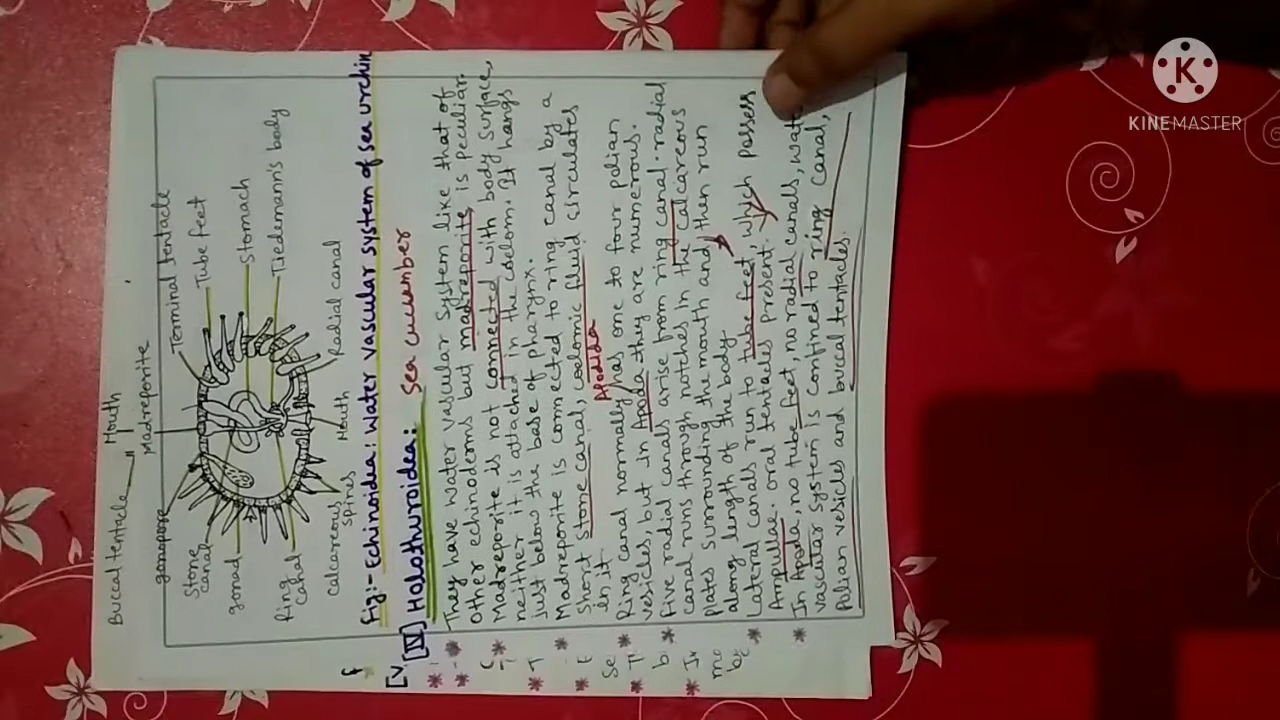 Bucal tentacle
Mouth
Madreporite
Terminal tentacle
Tube feet
Stomach
Tiedemann's body
Radial canal
Mouth
calcareous spines
Ring canal
gonad
Stone canal
gonopore
Fig:- Echinoidea: Water vascular system of sea urchin
[IV] Holothuroidea: Sea cucumber
They have water vascular system like that of
Other echinoderms but madreporite is peculiar.
Madreporite is not connected with body surface,
neither it is attached in the coelom. It hangs
just below the base of pharynx.
Madreporite is connected to ring canal by a
Short stone canal, coelomic fluid circulates
in it.
Apodida
Ring canal normally has one to four polian
vesicles, but in Apoda they are numerous.
Five radial canals arise from ring canal. radial
canal runs through notches in the calcareous
plates surrounding the mouth and then run
along length of the body
Lateral canals run to tube feet, which possess
Ampullae. oral tentacles present.
In Apoda, no tube feet, no radial canals, wate
vascular system is confined to ring canal,
Polian vesicles and buccal tentacles.
KINEMASTER